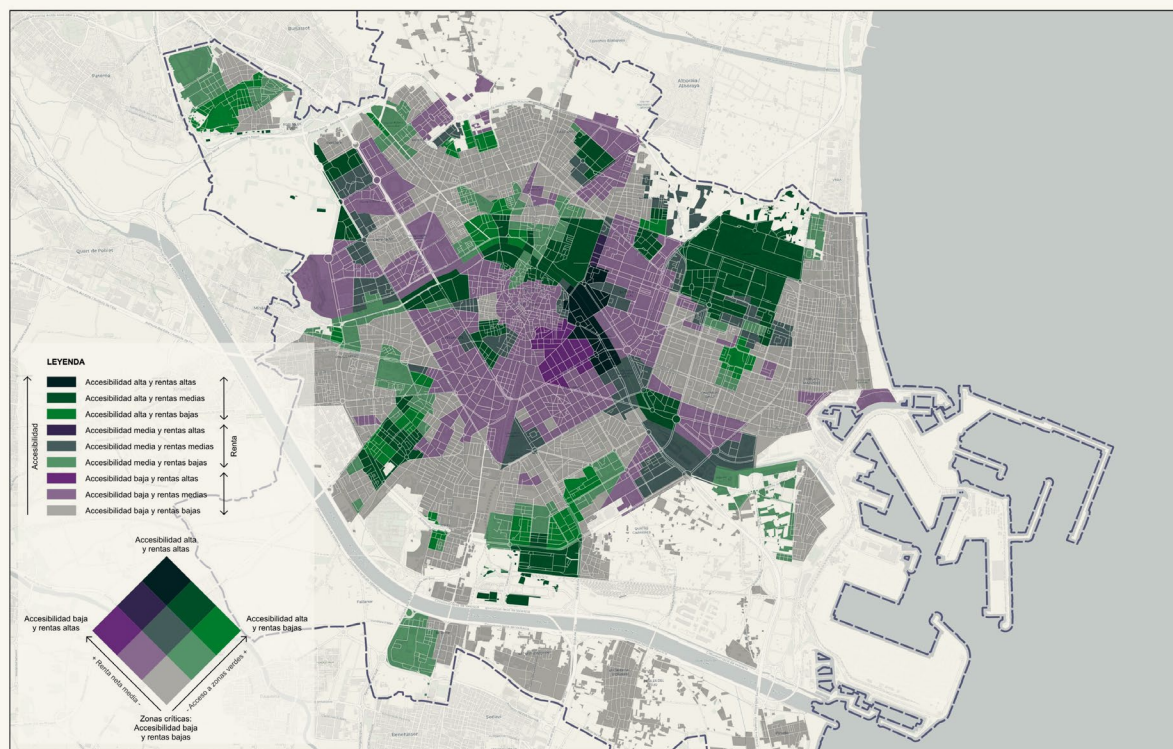 LEYENDA
Accesibilidad alta y rentas altas
Accesibilidad alta y rentas medias
Accesibilidad alta y rentas bajas
Accesibilidad media y rentas altas
Accesibilidad media y rentas medias
Accesibilidad media y rentas bajas
Accesibilidad baja y rentas altas
Accesibilidad baja y rentas medias
Accesibilidad baja y rentas bajas
Accesibilidad
Renta
Accesibilidad alta
y rentas altas
Accesibilidad baja
y rentas altas
Accesibilidad alta
y rentas bajas
+ Renta neta media -
- Acceso a zonas verdes +
Zonas críticas:
Accesibilidad baja
y rentas bajas